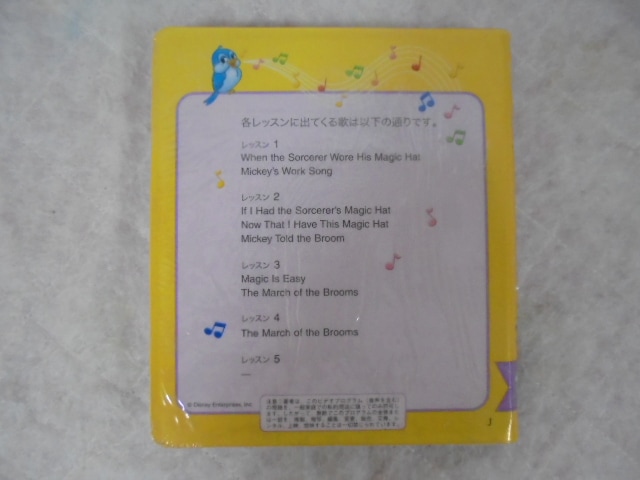 各レッスンに出てくる歌は以下の通りです。
レッスン 1
When the Sorcerer Wore His Magic Hat
Mickey's Work Song
レッスン 2
If I Had the Sorcerer's Magic Hat
Now That I Have This Magic Hat
Mickey Told the Broom
レッスン 3
Magic Is Easy
The March of the Brooms
レッスン 4
The March of the Brooms
レッスン 5
—
© Disney Enterprises, Inc.
J